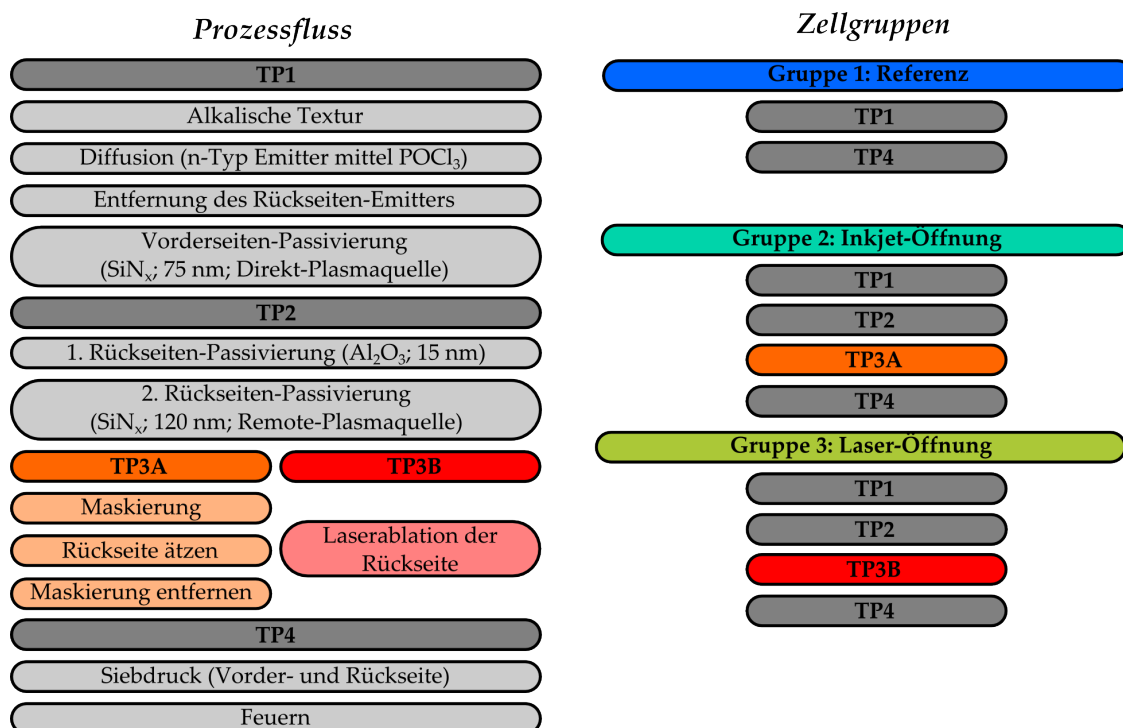 Prozessfluss
TP1
Alkalische Textur
Diffusion (n-Typ Emitter mittel POCl₃)
Entfernung des Rückseiten-Emitters
Vorderseiten-Passivierung
(SiNₓ; 75 nm; Direkt-Plasmaquelle)
TP2
1. Rückseiten-Passivierung (Al₂O₃; 15 nm)
2. Rückseiten-Passivierung
(SiNₓ; 120 nm; Remote-Plasmaquelle)
TP3A
Maskierung
Rückseite ätzen
Maskierung entfernen
TP3B
Laserablation der
Rückseite
TP4
Siebdruck (Vorder- und Rückseite)
Feuern
Zellgruppen
Gruppe 1: Referenz
TP1
TP4
Gruppe 2: Inkjet-Öffnung
TP1
TP2
TP3A
TP4
Gruppe 3: Laser-Öffnung
TP1
TP2
TP3B
TP4